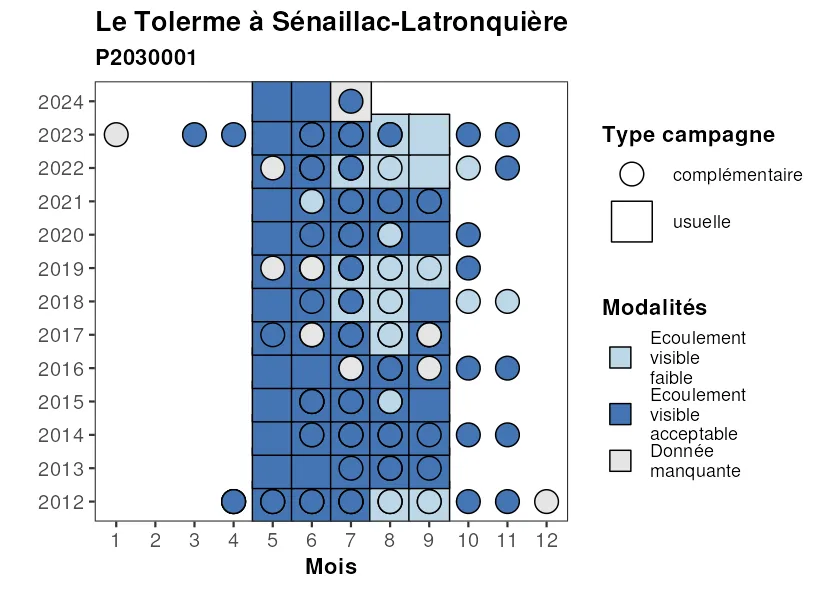 Le Tolerme à Sénaillac-Latronquière
P2030001
2024
2023
2022
2021
2020
2019
2018
2017
2016
2015
2014
2013
2012
1 2 3 4 5 6 7 8 9 10 11 12
Mois
Type campagne
complémentaire
usuelle
Modalités
Ecoulement
visible
faible
Ecoulement
visible
acceptable
Donnée
manquante